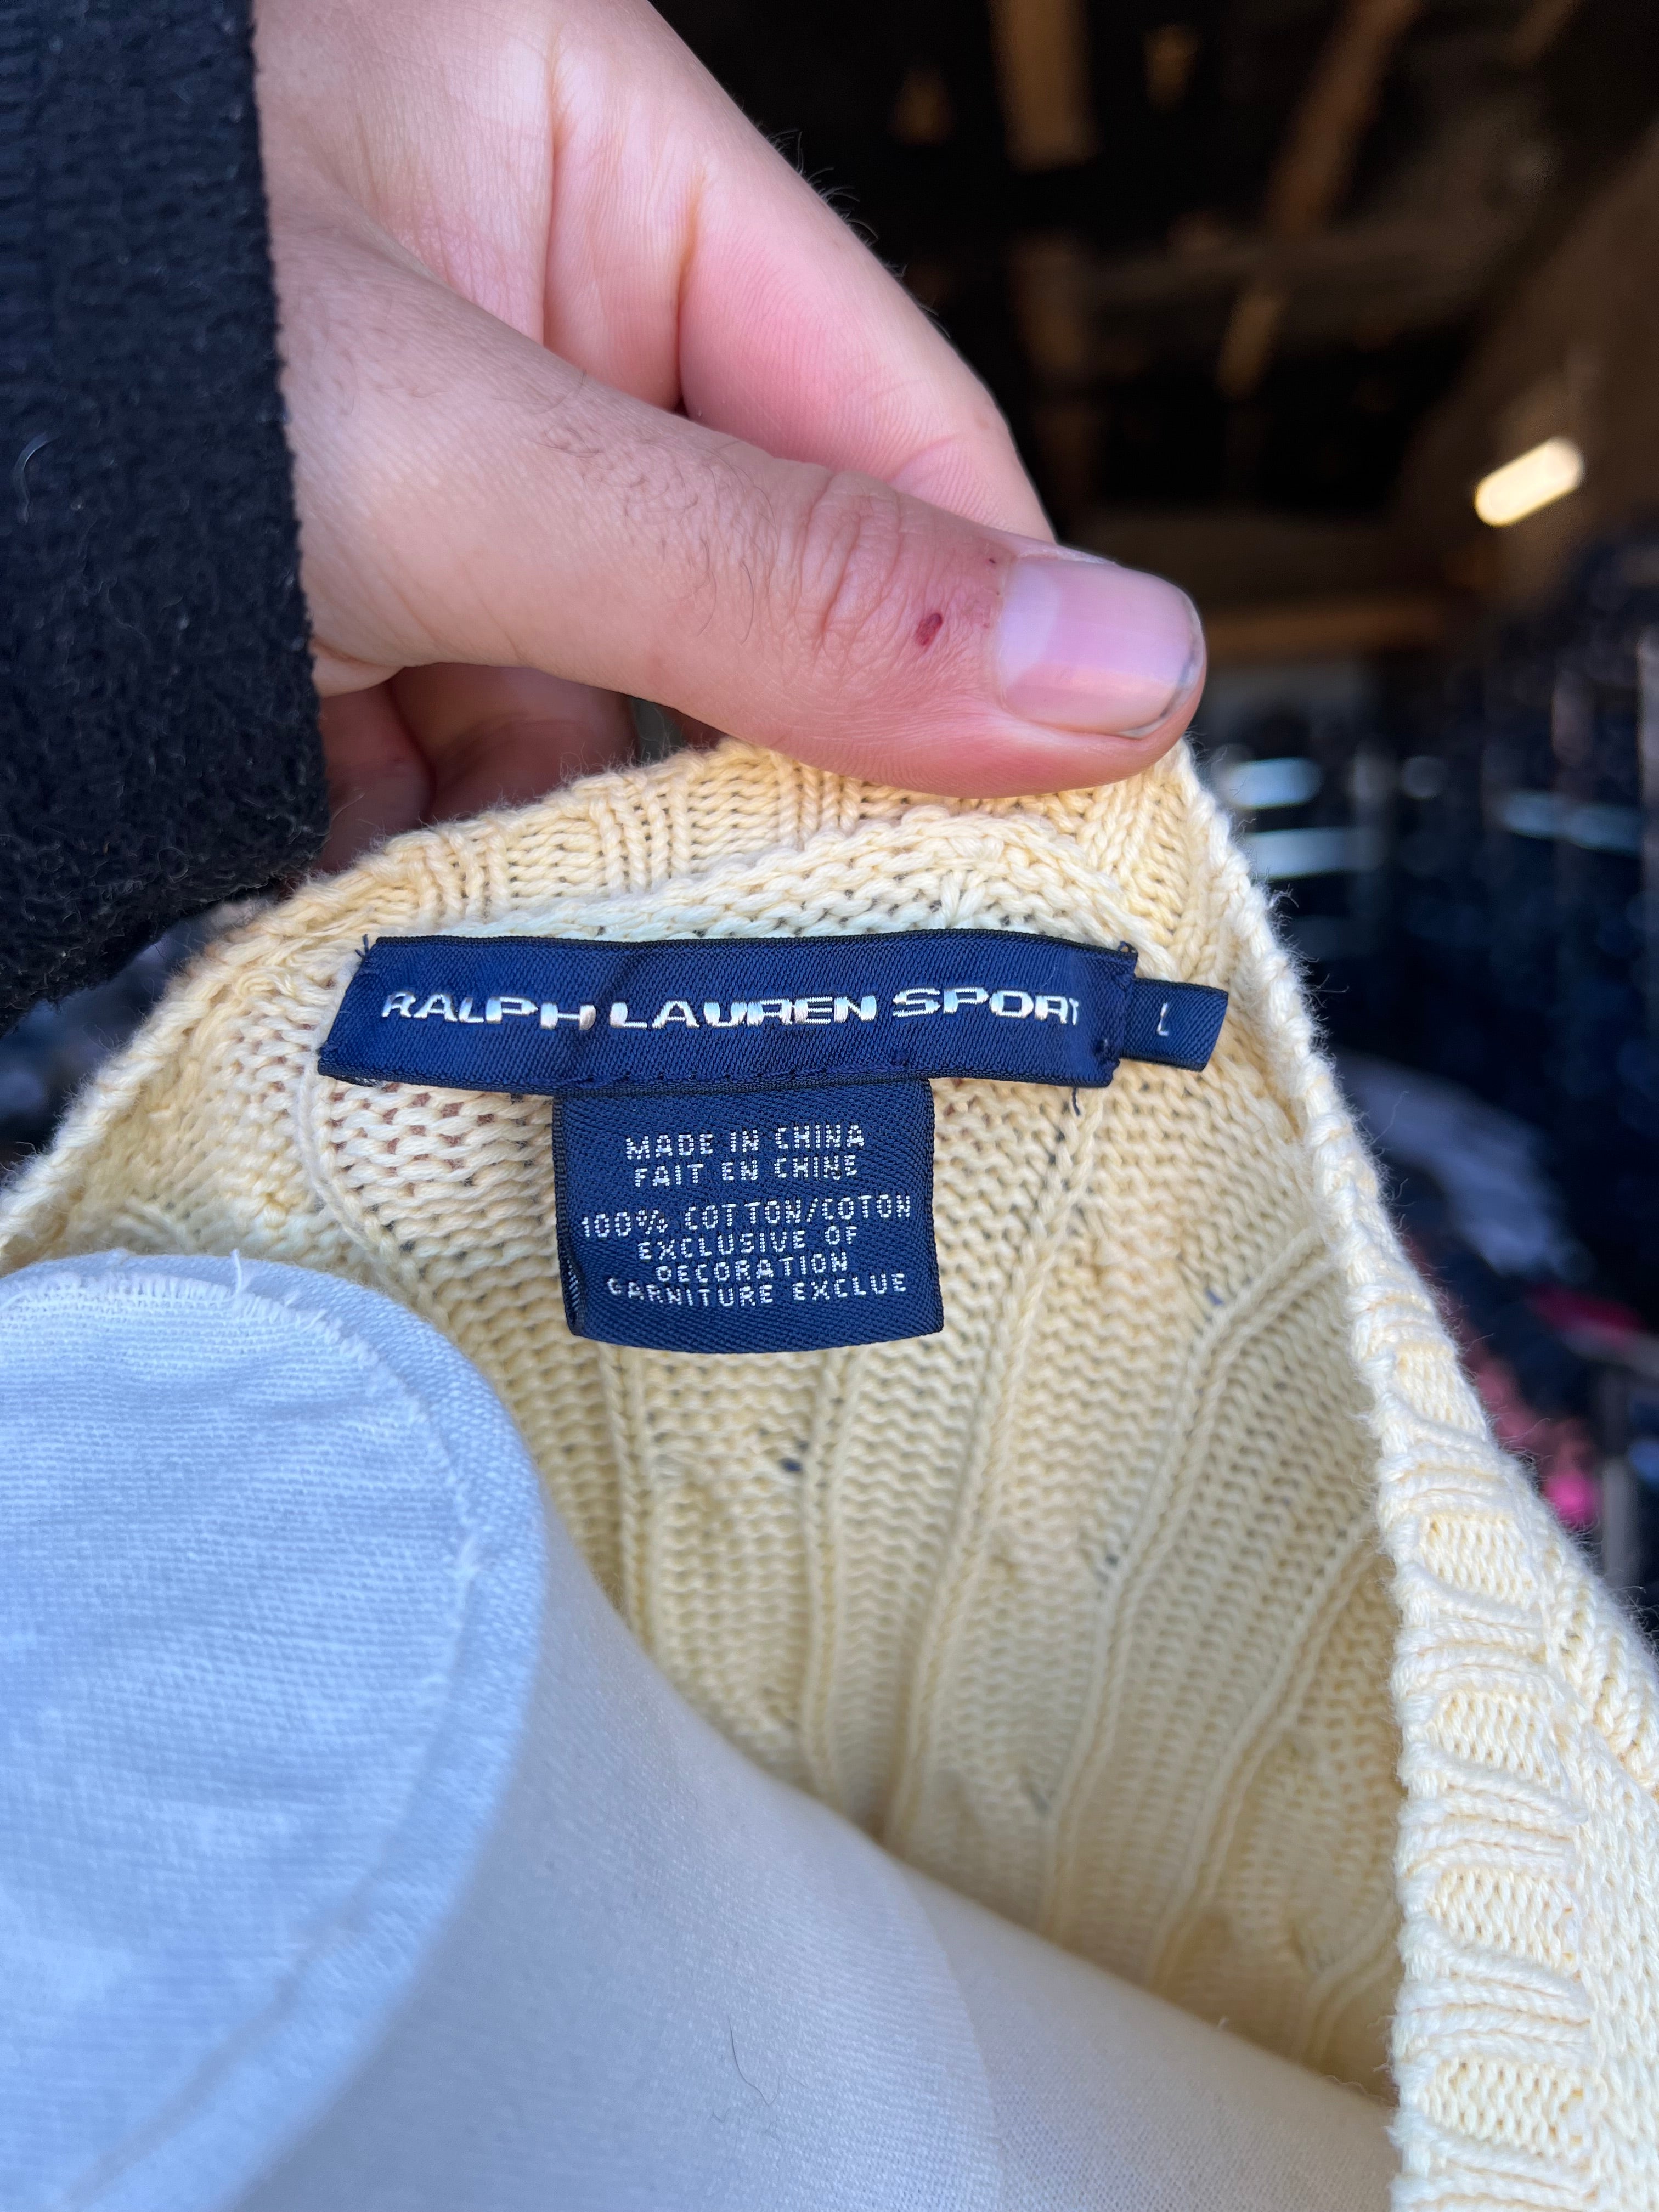 RALPH LAUREN SPORT
L
MADE IN CHINA
FAIT EN CHINE
100% COTTON/COTON
EXCLUSIVE OF
DECORATION
GARNITURE EXCLUE